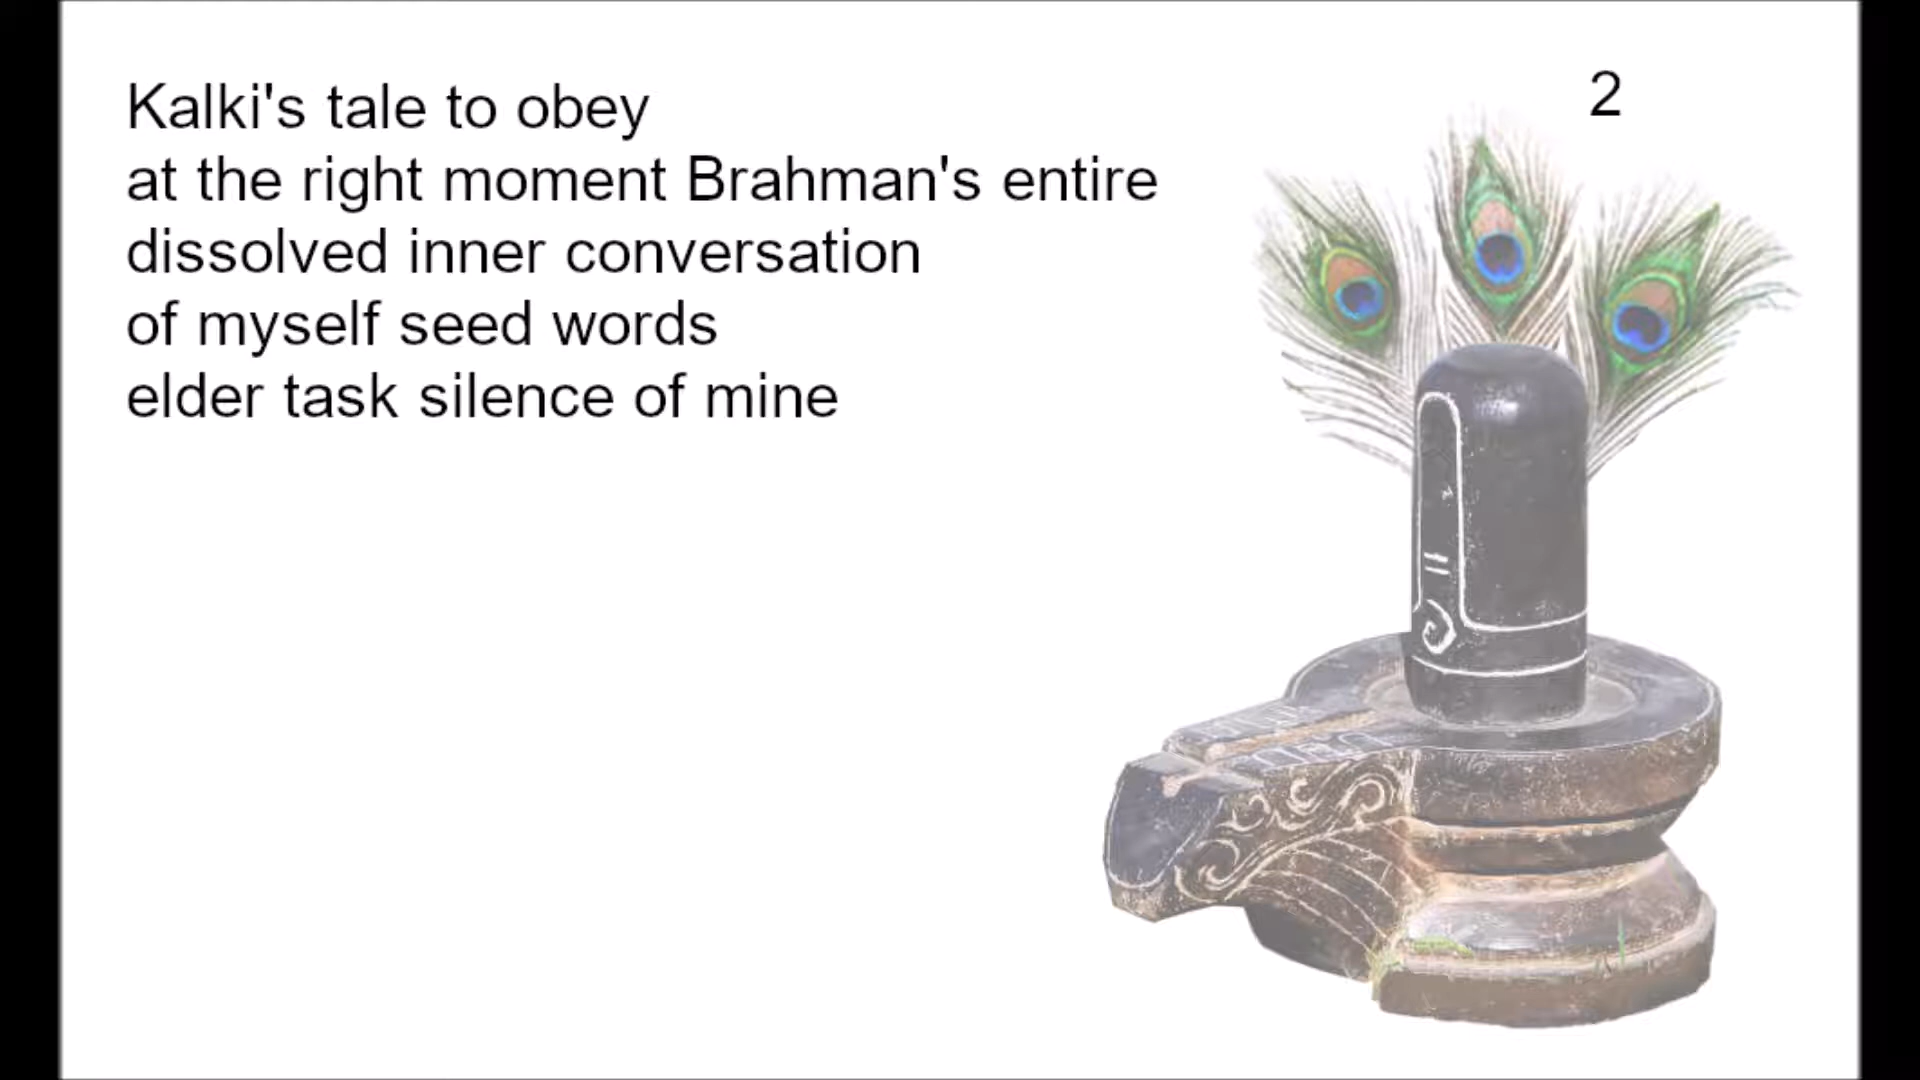 Kalki's tale to obey
at the right moment Brahman's entire
dissolved inner conversation
of myself seed words
elder task silence of mine
2